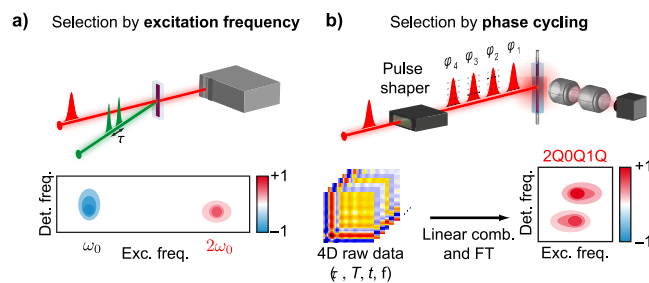 a) Selection by excitation frequency
τ
Det. freq.
ω0
Exc. freq.
2ω0
+1
−1
b) Selection by phase cycling
Pulse
shaper
φ4
φ3
φ2
φ1
4D raw data
(τ, T, t, f)
Linear comb.
and FT
2Q0Q1Q
Det. freq.
Exc. freq.
+1
−1